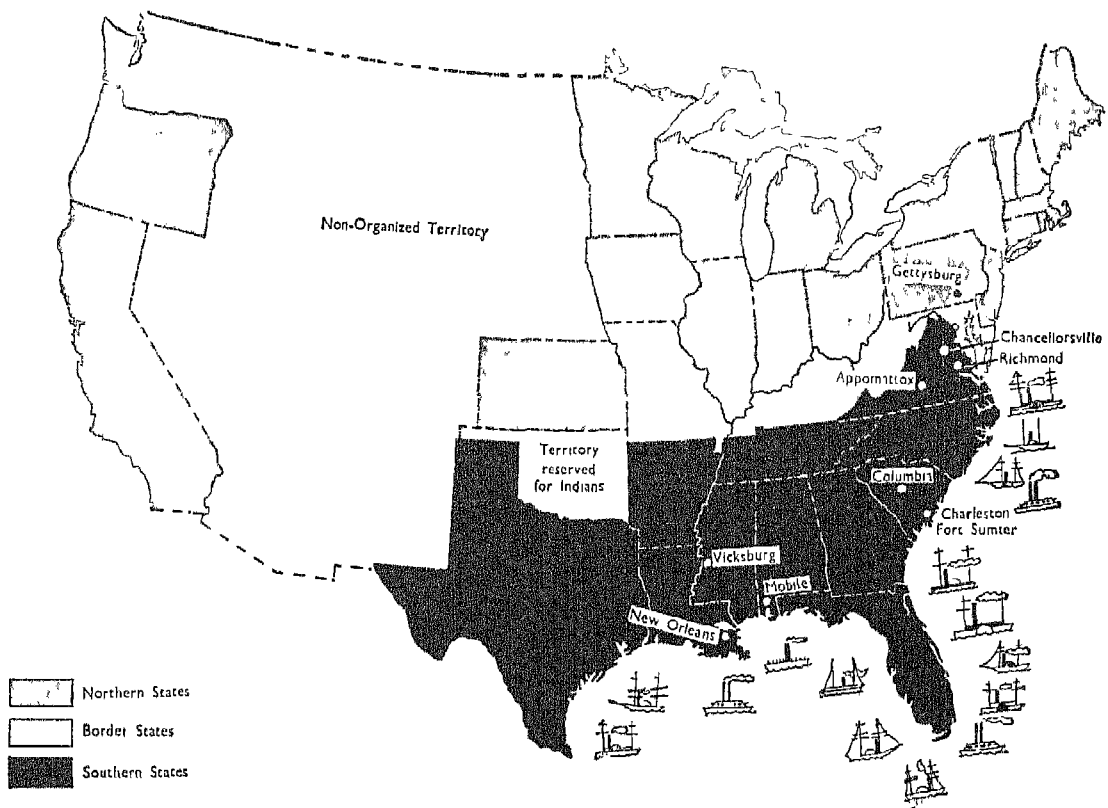 Non-Organized Territory
Gettysburg
Chancellorsville
Richmond
Appomattox
Territory
reserved
for Indians
Columbia
Charleston
Fort Sumter
Vicksburg
Mobile
New Orleans
Northern States
Border States
Southern States